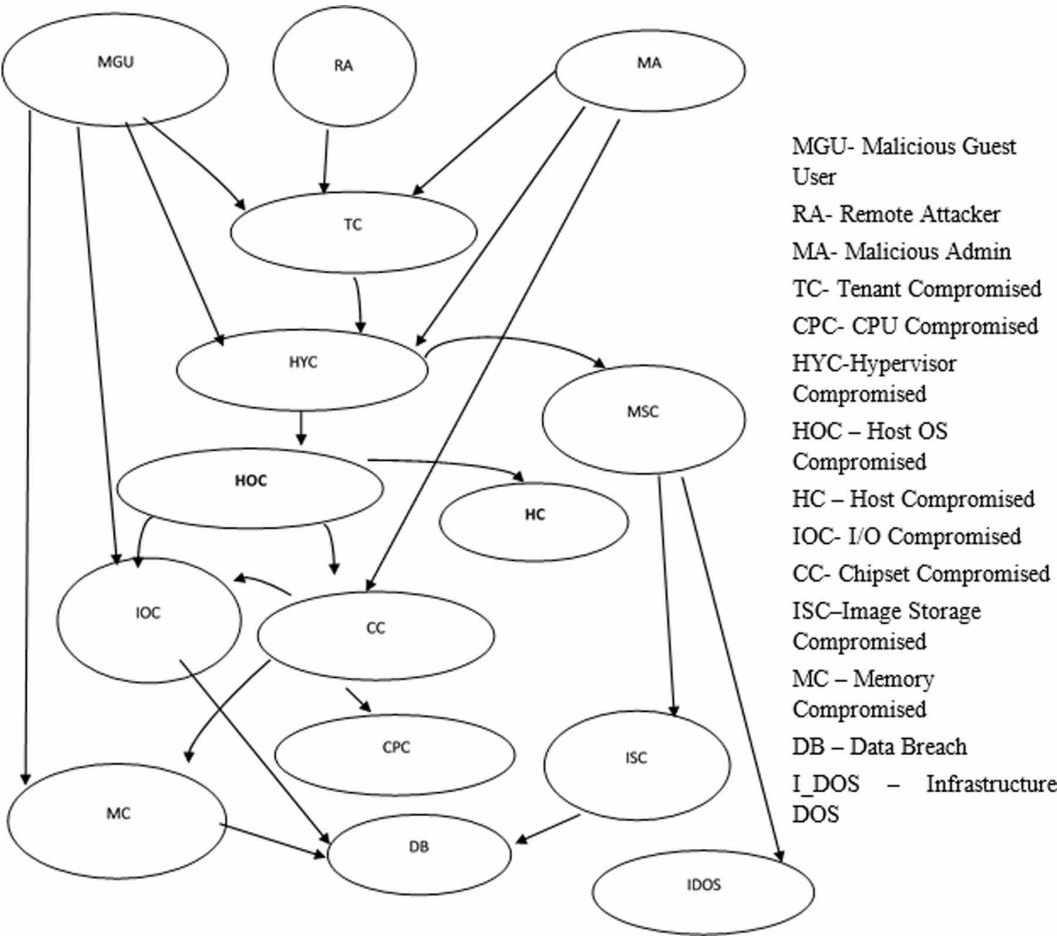 MGU
RA
MA
TC
HYC
MSC
HOC
HC
IOC
CC
CPC
ISC
MC
DB
IDOS
MGU- Malicious Guest
User
RA- Remote Attacker
MA- Malicious Admin
TC- Tenant Compromised
CPC- CPU Compromised
HYC-Hypervisor
Compromised
HOC – Host OS
Compromised
HC – Host Compromised
IOC- I/O Compromised
CC- Chipset Compromised
ISC–Image Storage
Compromised
MC – Memory
Compromised
DB – Data Breach
I_DOS – Infrastructure
DOS